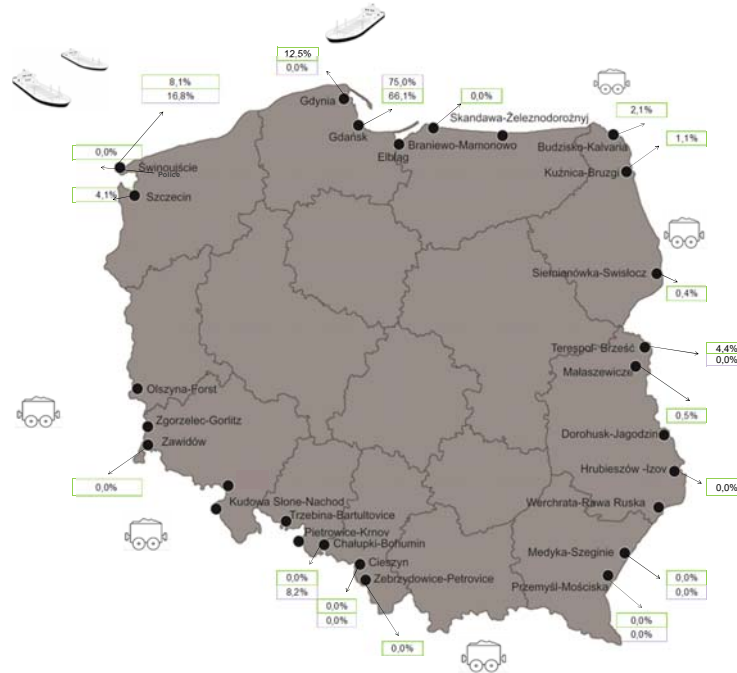 12,5%
0,0%
8,1%
16,8%
75,0%
66,1%
0,0%
2,1%
1,1%
Gdynia
Gdańsk
Elbląg
Skandawa-Żeleznodorożnyj
Braniewo-Mamonowo
Budzisko-Kalvaria
Kuźnica-Bruzgi
0,0%
Świnoujście
Police
4,1%
Szczecin
Siemianówka-Swisłocz
0,4%
Terespol- Brześć
4,4%
0,0%
Małaszewicze
0,5%
Olszyna-Forst
Zgorzelec-Gorlitz
Zawidów
0,0%
Dorohusk-Jagodzin
Hrubieszów -Izov
0,0%
Werchrata-Rawa Ruska
Kudowa Słone-Nachod
Trzebina-Bartultovice
Pietrowice-Krnov
Chałupki-Bohumin
Cieszyn
Zebrzydowice-Petrovice
0,0%
8,2%
0,0%
0,0%
0,0%
Medyka-Szeginie
0,0%
0,0%
Przemyśl-Mościska
0,0%
0,0%